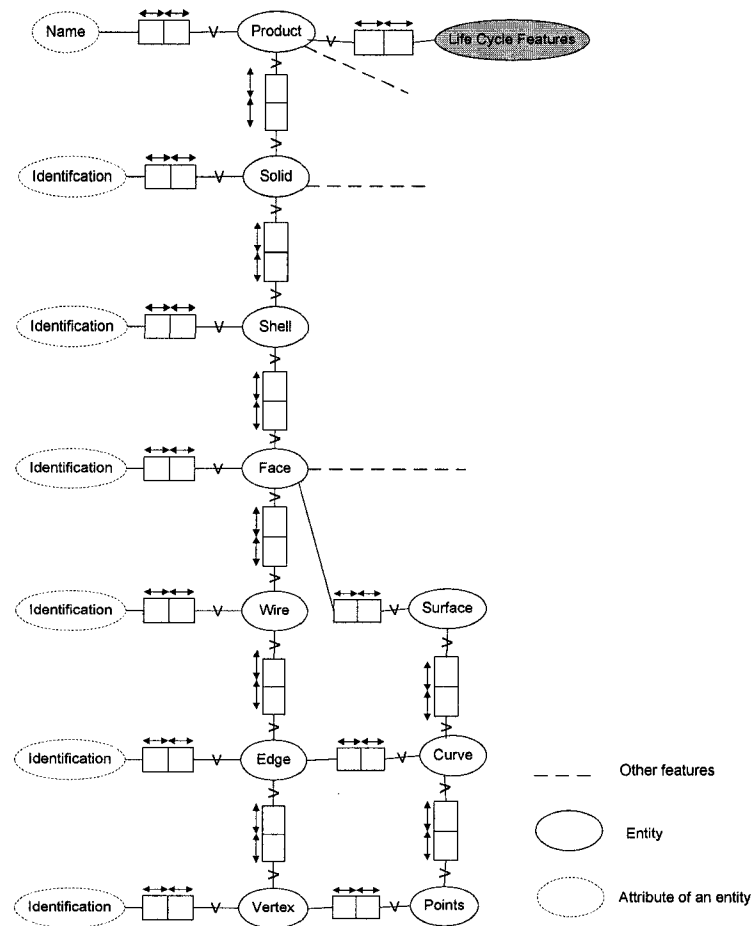 Name
Product
Life Cycle Features
Identifcation
Solid
Identification
Shell
Identification
Face
Identification
Wire
Surface
Identification
Edge
Curve
Other features
Entity
Identification
Vertex
Points
Attribute of an entity